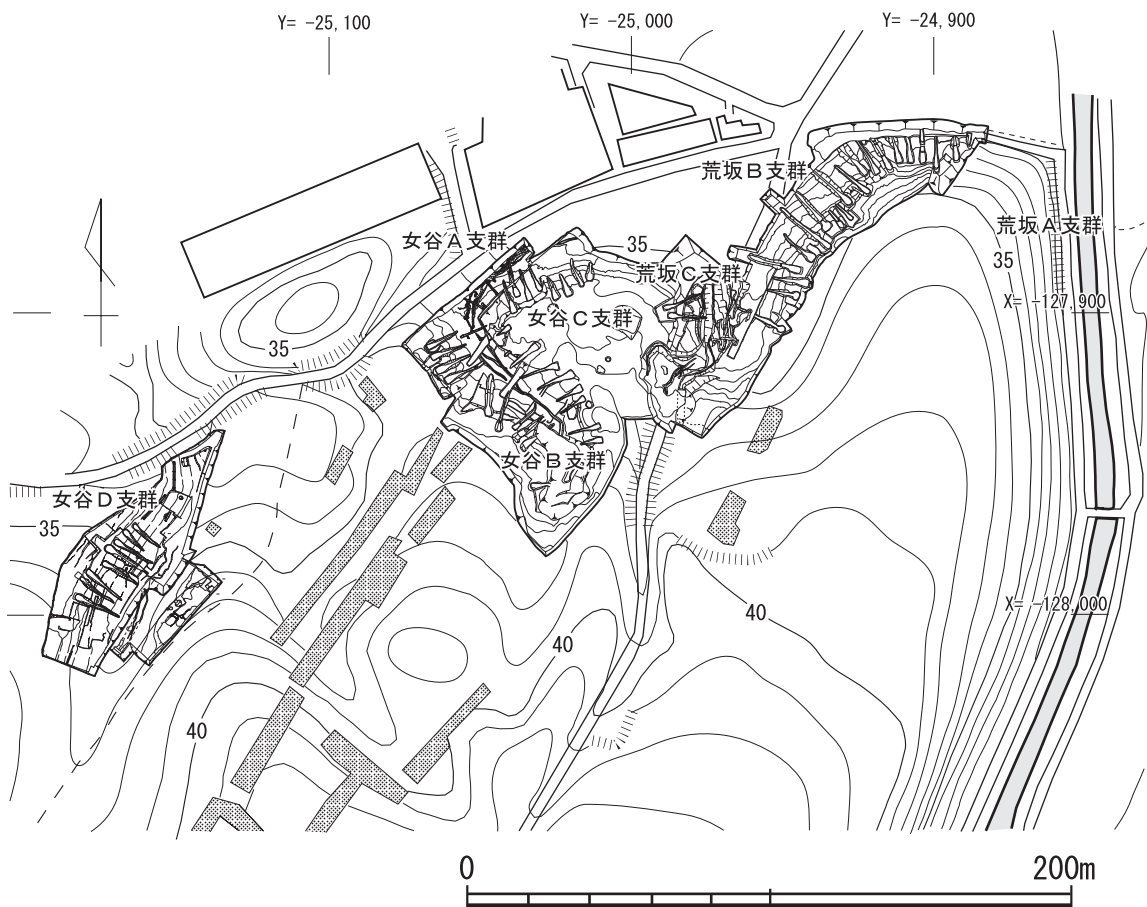 Y= -25,100
Y= -25,000
Y= -24,900
荒坂B支群
荒坂A支群
35
女谷A支群
35
荒坂C支群
X= -127,900
女谷C支群
35
女谷B支群
女谷D支群
35
X= -128,000
40
40
40
0
200m